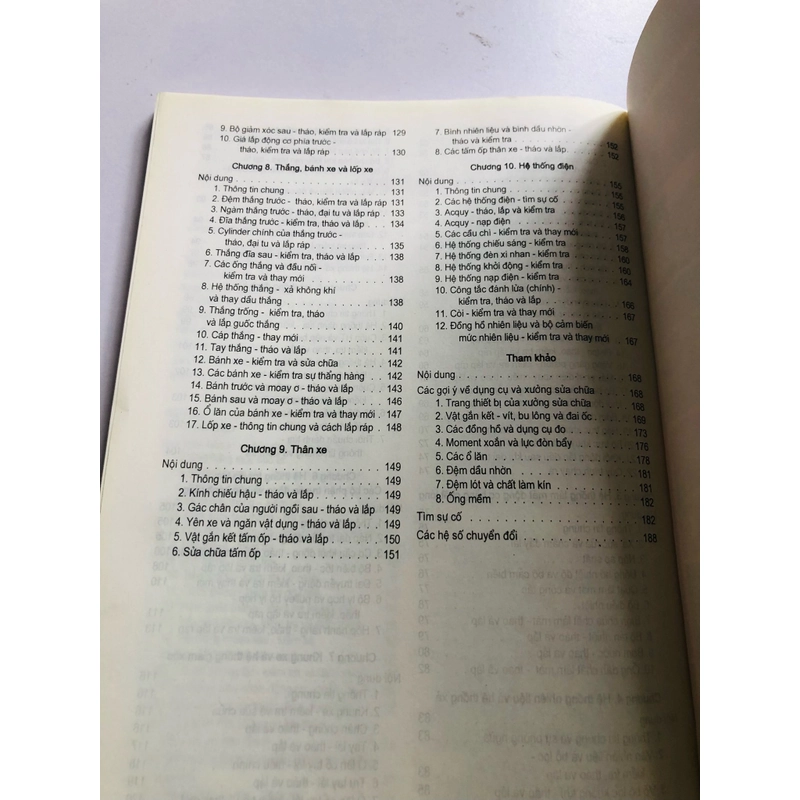 9. Bộ giảm xóc sau - tháo, kiểm tra và lắp ráp 129
10. Giá lắp động cơ phía trước -
tháo, kiểm tra và lắp ráp . . . . . . . . . . 130
Chương 8. Thắng, bánh xe và lốp xe
Nội dung . . . . . . . . . . 131
1. Thông tin chung . . . . . . . . . . 131
2. Đệm thắng trước - tháo, kiểm tra và lắp ráp 131
3. Ngàm thắng trước - tháo, đại tu và lắp ráp . 133
4. Đĩa thắng trước - kiểm tra, tháo và lắp . . . 134
5. Cylinder chính của thắng trước -
tháo, đại tu và lắp ráp . . . . . . . . . . 135
6. Thắng đĩa sau - kiểm tra, tháo và lắp . . . . 138
7. Các ống thắng và đầu nối -
kiểm tra và thay mới . . . . . . . . . . 138
8. Hệ thống thắng - xả không khí
và thay dầu thắng . . . . . . . . . . 138
9. Thắng trống - kiểm tra, tháo
và lắp guốc thắng . . . . . . . . . . 140
10. Cáp thắng - thay mới . . . . . . . . . . 141
11. Tay thắng - tháo và lắp . . . . . . . . . . 141
12. Bánh xe - kiểm tra và sửa chữa . . . . . . 142
13. Các bánh xe - kiểm tra sự thẳng hàng . . . 142
14. Bánh trước và moay ơ - tháo và lắp . . . . 143
15. Bánh sau và moay ơ - tháo và lắp . . . . . 146
16. Ổ lăn của bánh xe - kiểm tra và thay mới . 147
17. Lốp xe - thông tin chung và cách lắp ráp . 148
Chương 9. Thân xe
Nội dung . . . . . . . . . . 149
1. Thông tin chung . . . . . . . . . . 149
2. Kính chiếu hậu - tháo và lắp . . . . . . . . 149
3. Gác chân của người ngồi sau - tháo và lắp 149
4. Yên xe và ngăn vật dụng - tháo và lắp . . . 149
5. Vật gắn kết tấm ốp - tháo và lắp . . . . . . 150
6. Sửa chữa tấm ốp . . . . . . . . . . 151
7. Bình nhiên liệu và bình dầu nhờn -
tháo và kiểm tra . . . . . . . . . . 152
8. Các tấm ốp thân xe - tháo và lắp . . . . . . 152
Chương 10. Hệ thống điện
Nội dung . . . . . . . . . . 155
1. Thông tin chung . . . . . . . . . . 155
2. Các hệ thống điện - tìm sự cố . . . . . . . 155
3. Acquy - tháo, lắp và kiểm tra . . . . . . . . 156
4. Acquy - nạp điện . . . . . . . . . . 157
5. Các cầu chì - kiểm tra và thay mới . . . . . 157
6. Hệ thống chiếu sáng - kiểm tra . . . . . . . 158
7. Hệ thống đèn xi nhan - kiểm tra . . . . . . 160
8. Hệ thống khởi động - kiểm tra . . . . . . . 160
9. Hệ thống nạp điện - kiểm tra . . . . . . . . 164
10. Công tắc đánh lửa (chính) -
kiểm tra, tháo và lắp . . . . . . . . . . 166
11. Còi - kiểm tra và thay mới . . . . . . . . . 167
12. Đồng hồ nhiên liệu và bộ cảm biến
mức nhiên liệu - kiểm tra và thay mới . . 167
Tham khảo
Nội dung . . . . . . . . . . 168
Các gợi ý về dụng cụ và xưởng sửa chữa . . . 168
1. Trang thiết bị của xưởng sửa chữa . . . . . 168
2. Vật gắn kết - vít, bu lông và đai ốc . . . . . 169
3. Các đồng hồ và dụng cụ đo . . . . . . . . 173
4. Moment xoắn và lực đòn bẩy . . . . . . . . 176
5. Các ổ lăn . . . . . . . . . . 178
6. Đệm dầu nhờn . . . . . . . . . . 181
7. Đệm lót và chất làm kín . . . . . . . . . . 181
8. Ống mềm . . . . . . . . . . 182
Tìm sự cố . . . . . . . . . . 182
Các hệ số chuyển đổi . . . . . . . . . . 188